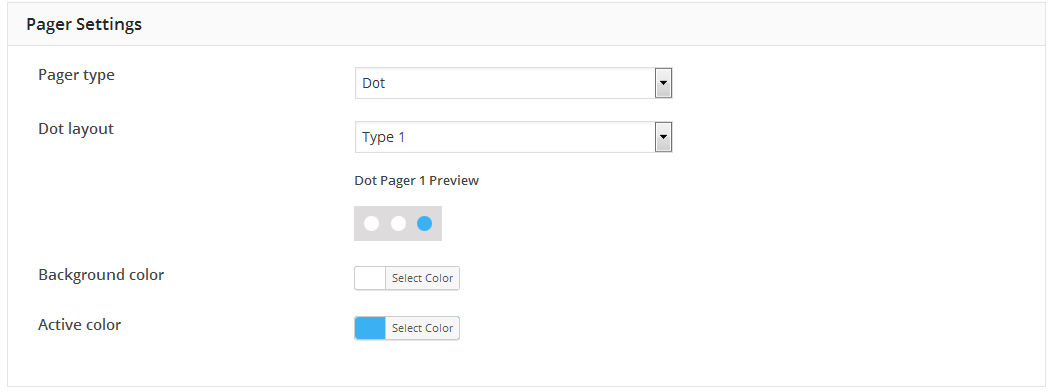 Pager Settings
Pager type
Dot
Dot layout
Type 1
Dot Pager 1 Preview
Background color
Select Color
Active color
Select Color